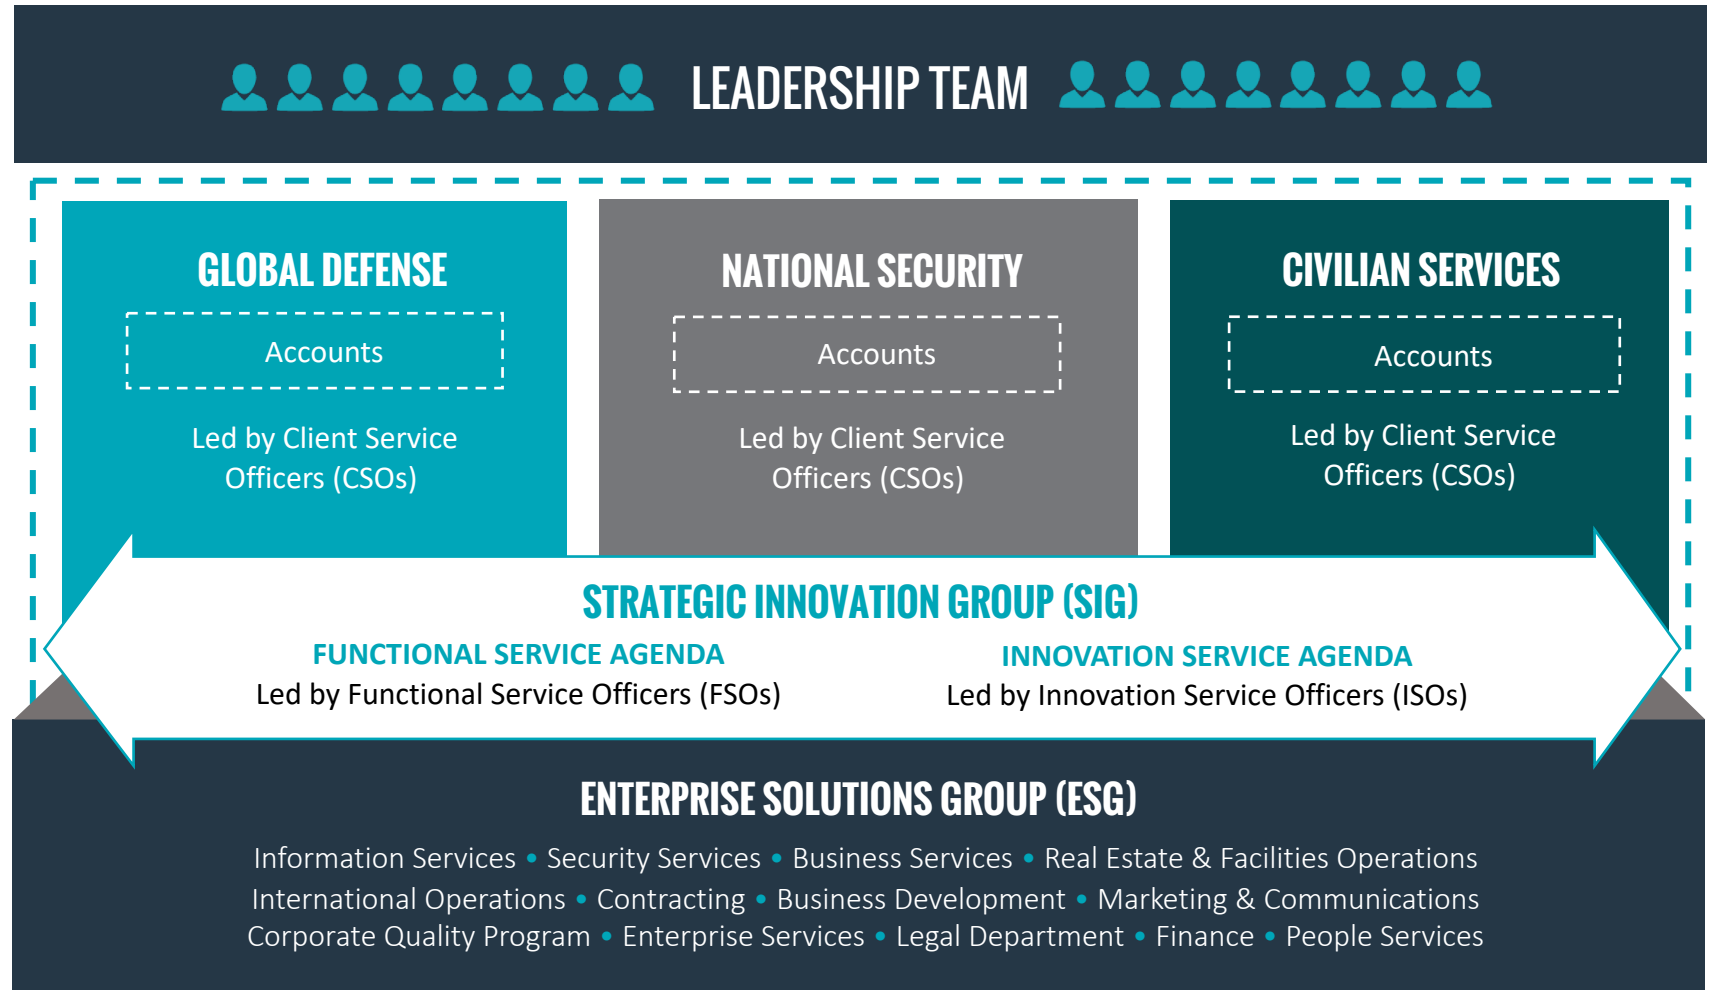 LEADERSHIP TEAM
GLOBAL DEFENSE
Accounts
Led by Client Service
Officers (CSOs)
NATIONAL SECURITY
Accounts
Led by Client Service
Officers (CSOs)
CIVILIAN SERVICES
Accounts
Led by Client Service
Officers (CSOs)
STRATEGIC INNOVATION GROUP (SIG)
FUNCTIONAL SERVICE AGENDA
Led by Functional Service Officers (FSOs)
INNOVATION SERVICE AGENDA
Led by Innovation Service Officers (ISOs)
ENTERPRISE SOLUTIONS GROUP (ESG)
Information Services • Security Services • Business Services • Real Estate & Facilities Operations
International Operations • Contracting • Business Development • Marketing & Communications
Corporate Quality Program • Enterprise Services • Legal Department • Finance • People Services